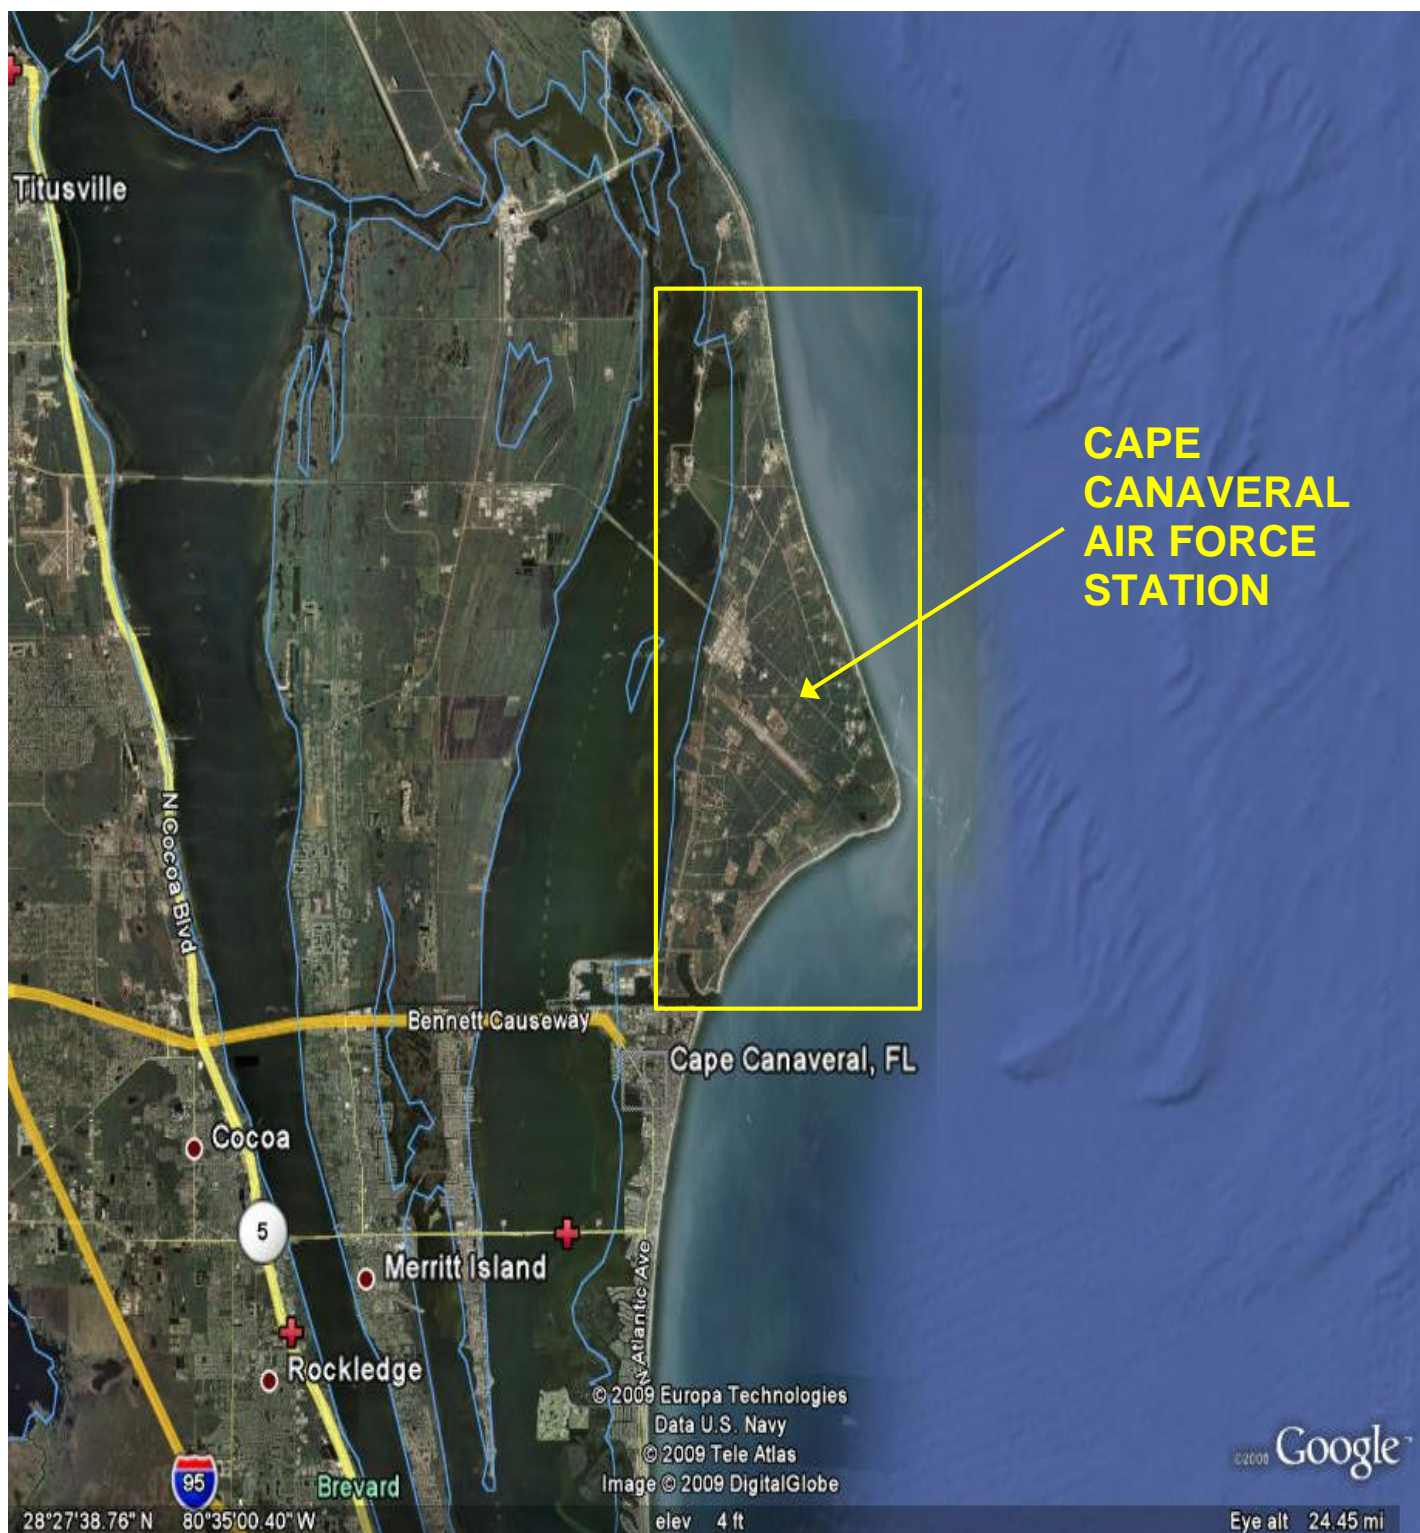 Titusville
CAPE
CANAVERAL
AIR FORCE
STATION
N Cocoa Blvd
Bennett Causeway
Cape Canaveral, FL
Cocoa
5
Merritt Island
N Atlantic Ave
Rockledge
© 2009 Europa Technologies
Data U.S. Navy
© 2009 Tele Atlas
Image © 2009 DigitalGlobe
©2008 Google™
95
Brevard
28°27'38.76" N 80°35'00.40" W elev 4 ft Eye alt 24.45 mi